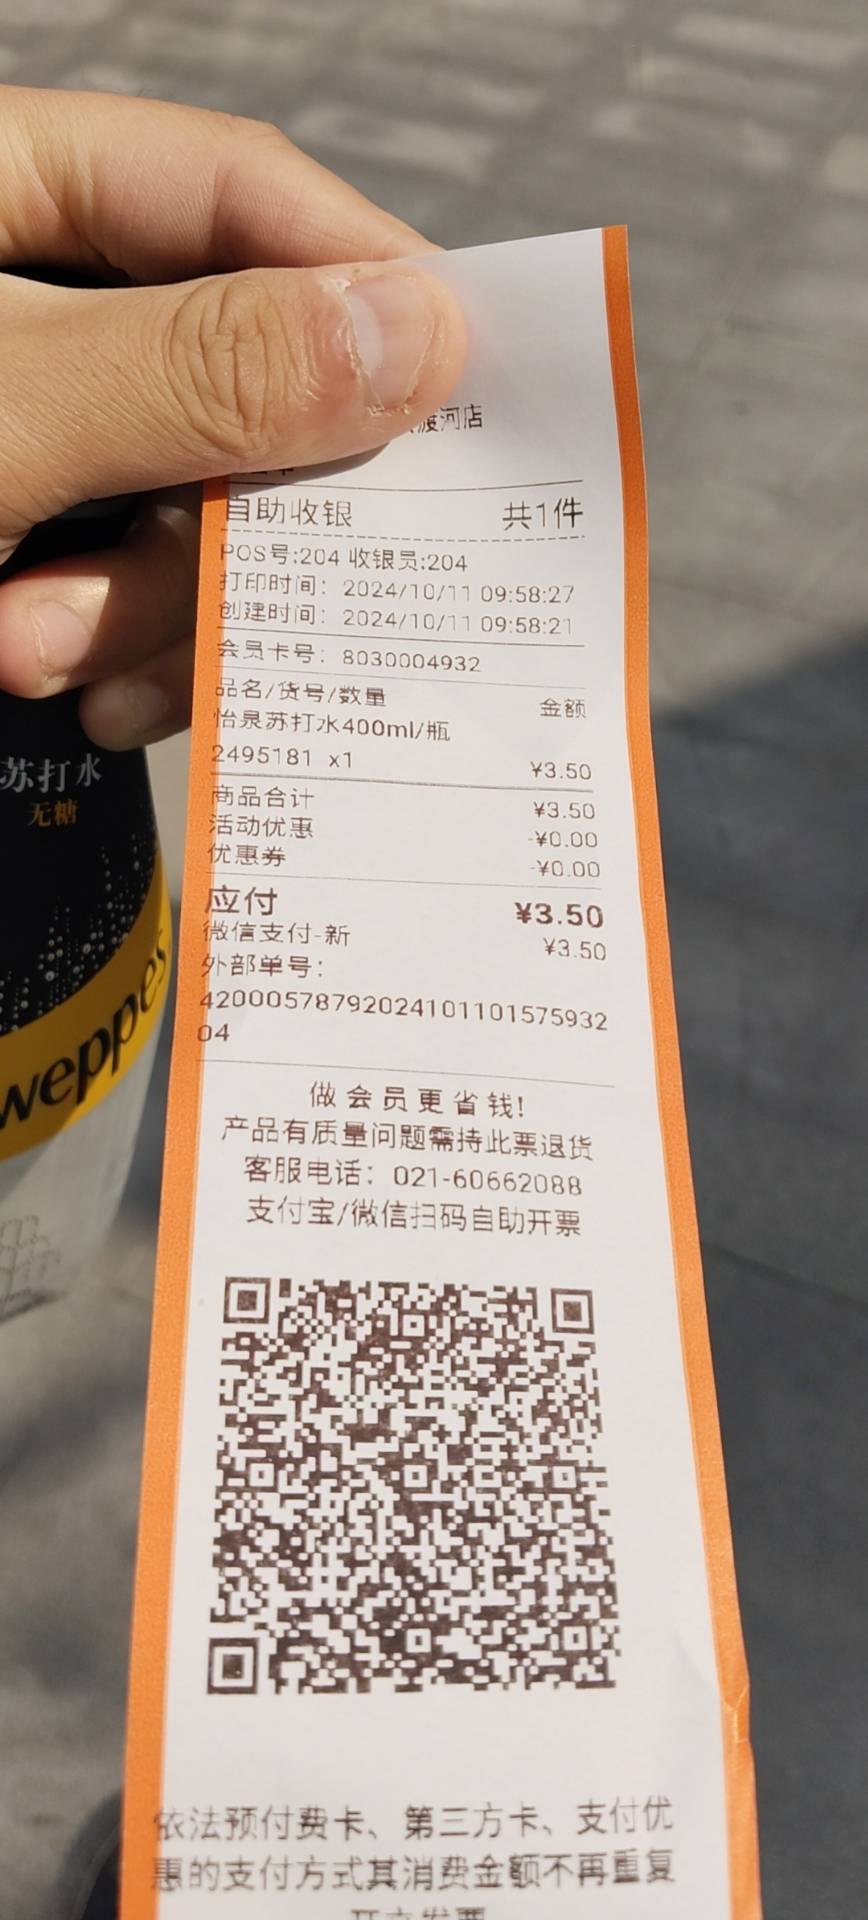 渡河店
自助收银 共1件
POS号:204 收银员:204
打印时间：2024/10/11 09:58:27
创建时间：2024/10/11 09:58:21
会员卡号：8030004932
品名/货号/数量 金额
怡泉苏打水400ml/瓶
2495181 x1 ¥3.50
商品合计 ¥3.50
活动优惠 -¥0.00
优惠券 -¥0.00
应付 ¥3.50
微信支付-新 ¥3.50
外部单号：
42000578792024101101575932
04
做会员更省钱!
产品有质量问题需持此票退货
客服电话：021-60662088
支付宝/微信扫码自助开票
依法预付费卡、第三方卡、支付优
惠的支付方式其消费金额不再重复
开立发票
苏打水
无糖
weppes